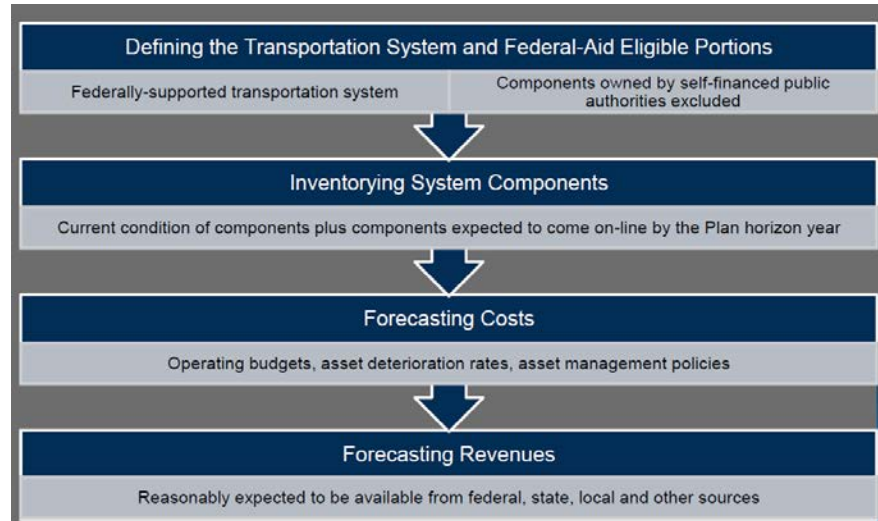 Defining the Transportation System and Federal-Aid Eligible Portions
Federally-supported transportation system
Components owned by self-financed public
authorities excluded
Inventorying System Components
Current condition of components plus components expected to come on-line by the Plan horizon year
Forecasting Costs
Operating budgets, asset deterioration rates, asset management policies
Forecasting Revenues
Reasonably expected to be available from federal, state, local and other sources